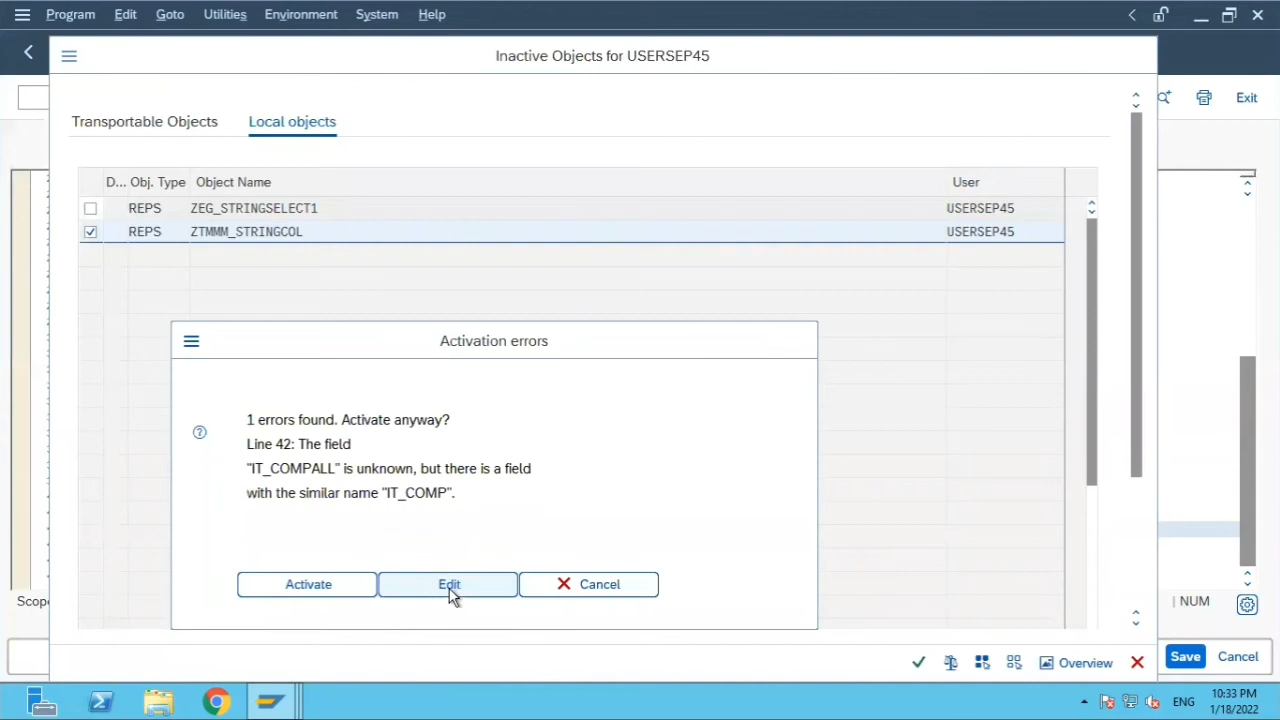 Program Edit Goto Utilities Environment System Help
Inactive Objects for USERSEP45
Exit
Transportable Objects Local objects
D... Obj. Type Object Name User
REPS ZEG_STRINGSELECT1 USERSEP45
REPS ZTMMM_STRINGCOL USERSEP45
Activation errors
1 errors found. Activate anyway?
Line 42: The field
"IT_COMPALL" is unknown, but there is a field
with the similar name "IT_COMP".
Activate Edit Cancel
NUM
Overview Save Cancel
ENG
10:33 PM
1/18/2022